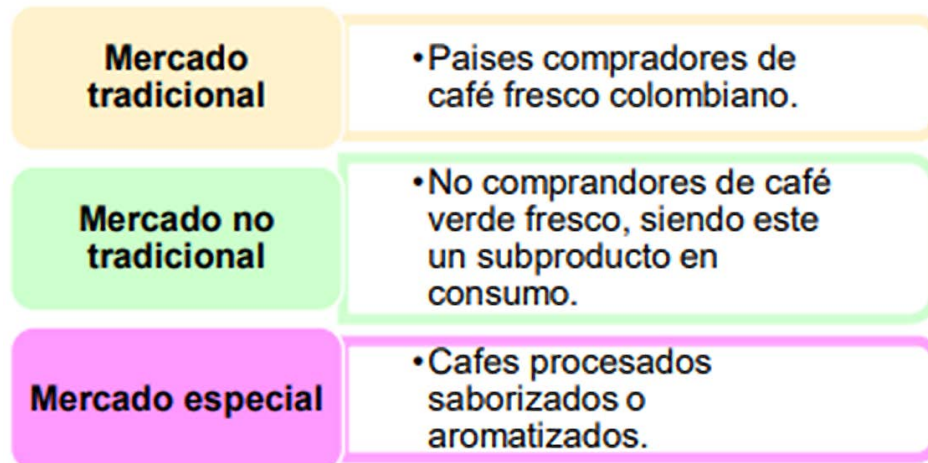 Mercado
tradicional
•Paises compradores de
café fresco colombiano.
Mercado no
tradicional
•No comprandores de café
verde fresco, siendo este
un subproducto en
consumo.
Mercado especial
•Cafes procesados
saborizados o
aromatizados.